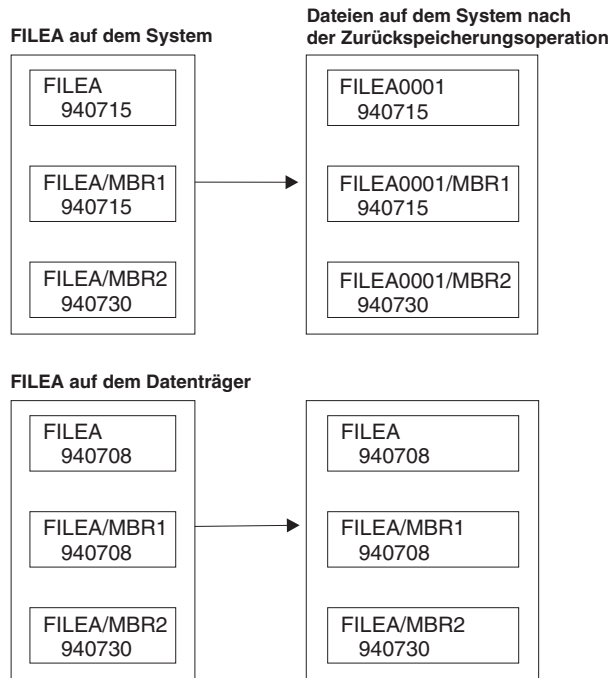 FILEA auf dem System
Dateien auf dem System nach
der Zurückspeicherungsoperation
FILEA
940715
FILEA/MBR1
940715
FILEA/MBR2
940730
FILEA0001
940715
FILEA0001/MBR1
940715
FILEA0001/MBR2
940730
FILEA auf dem Datenträger
FILEA
940708
FILEA/MBR1
940708
FILEA/MBR2
940730
FILEA
940708
FILEA/MBR1
940708
FILEA/MBR2
940730